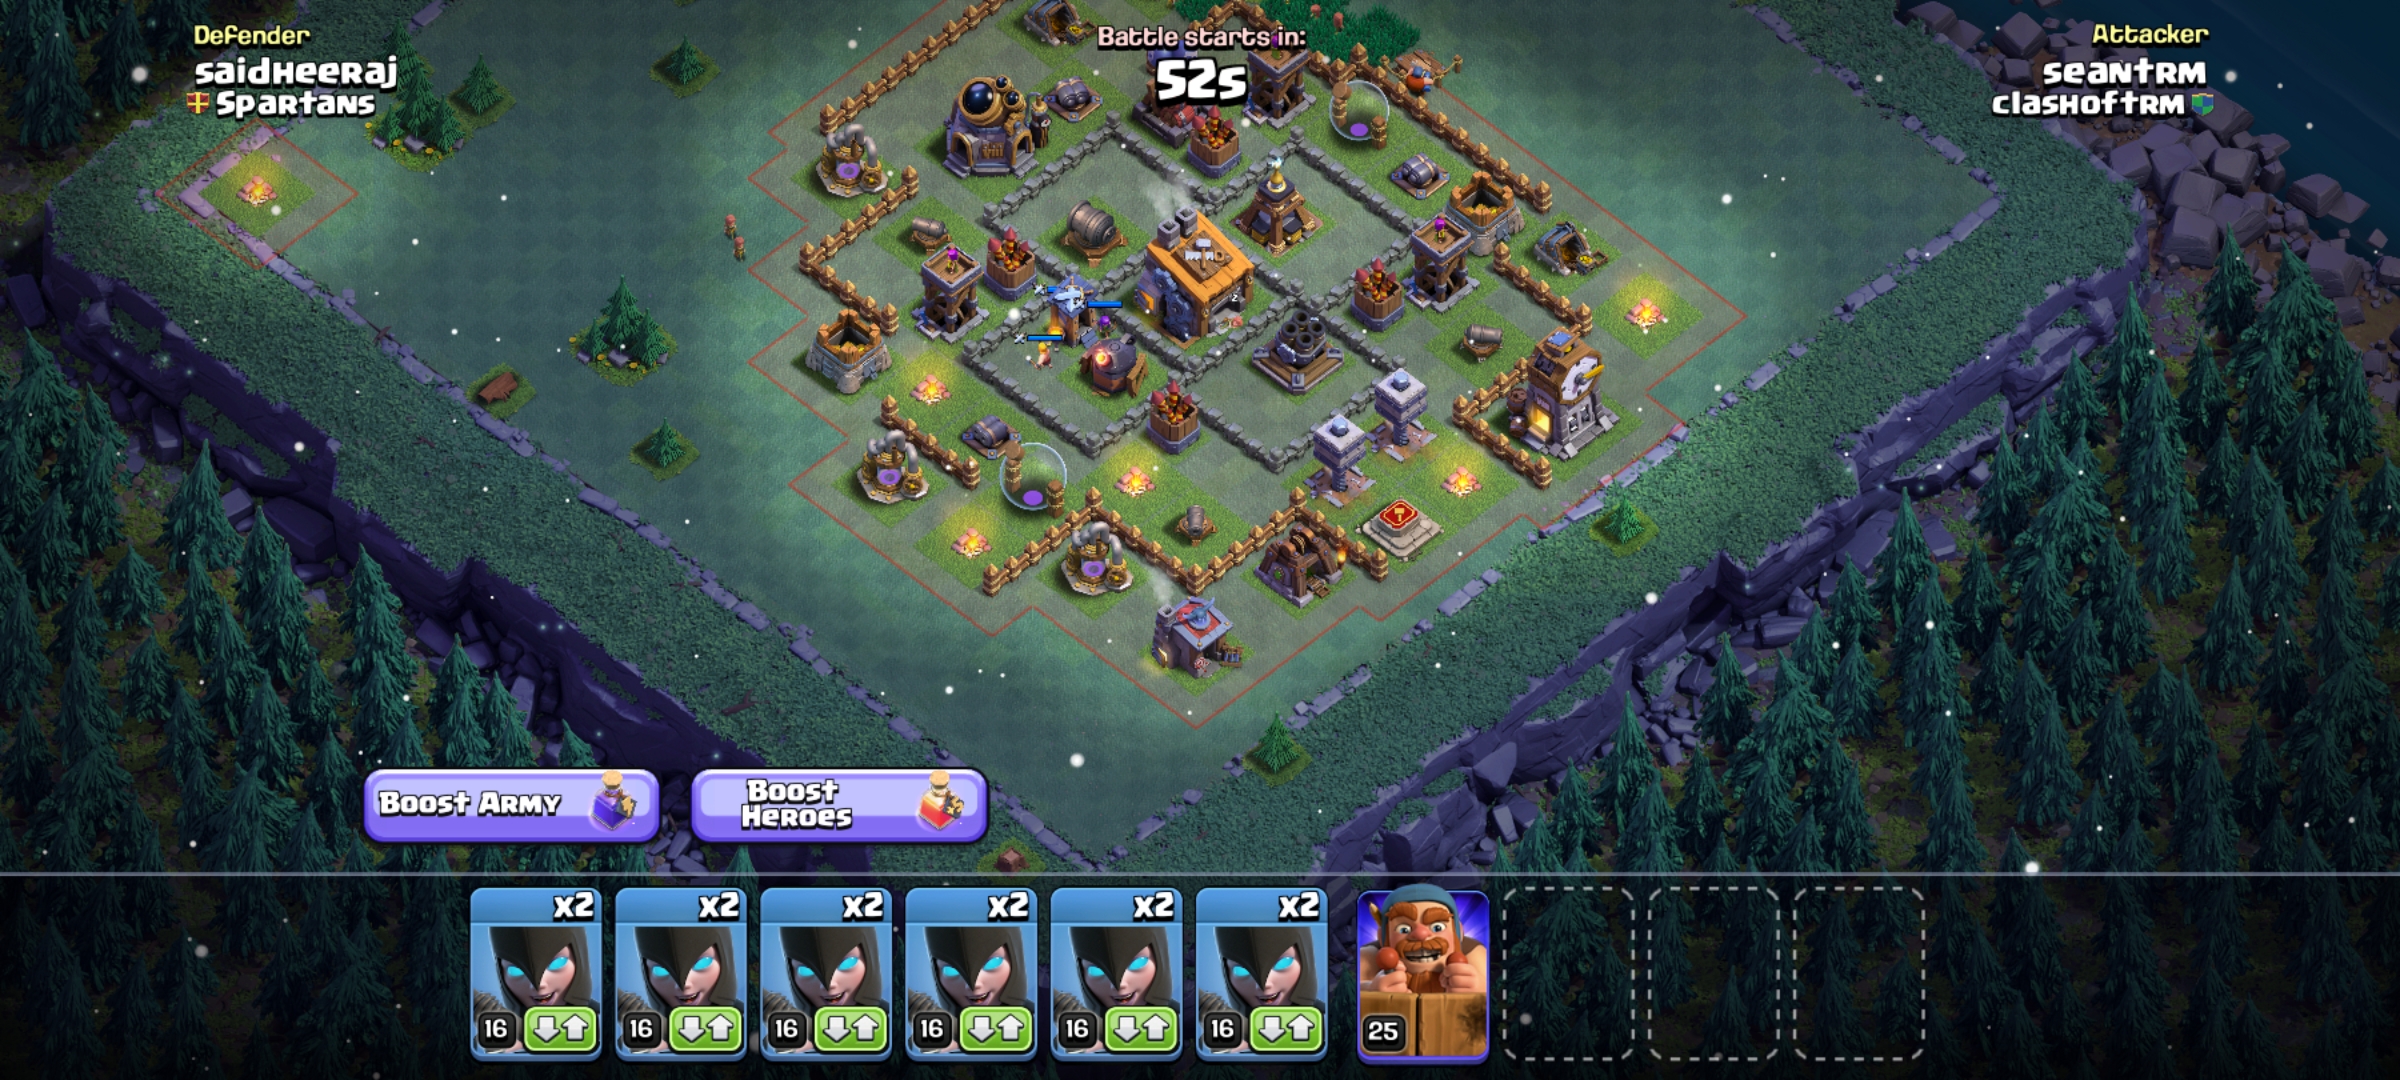 Defender
saidHeeraj
Spartans
Battle starts in:
52s
Attacker
seantRM
clashoftRM
z
Boost Army
Boost
Heroes
x2
x2
x2
x2
x2
x2
16
16
16
16
16
16
25